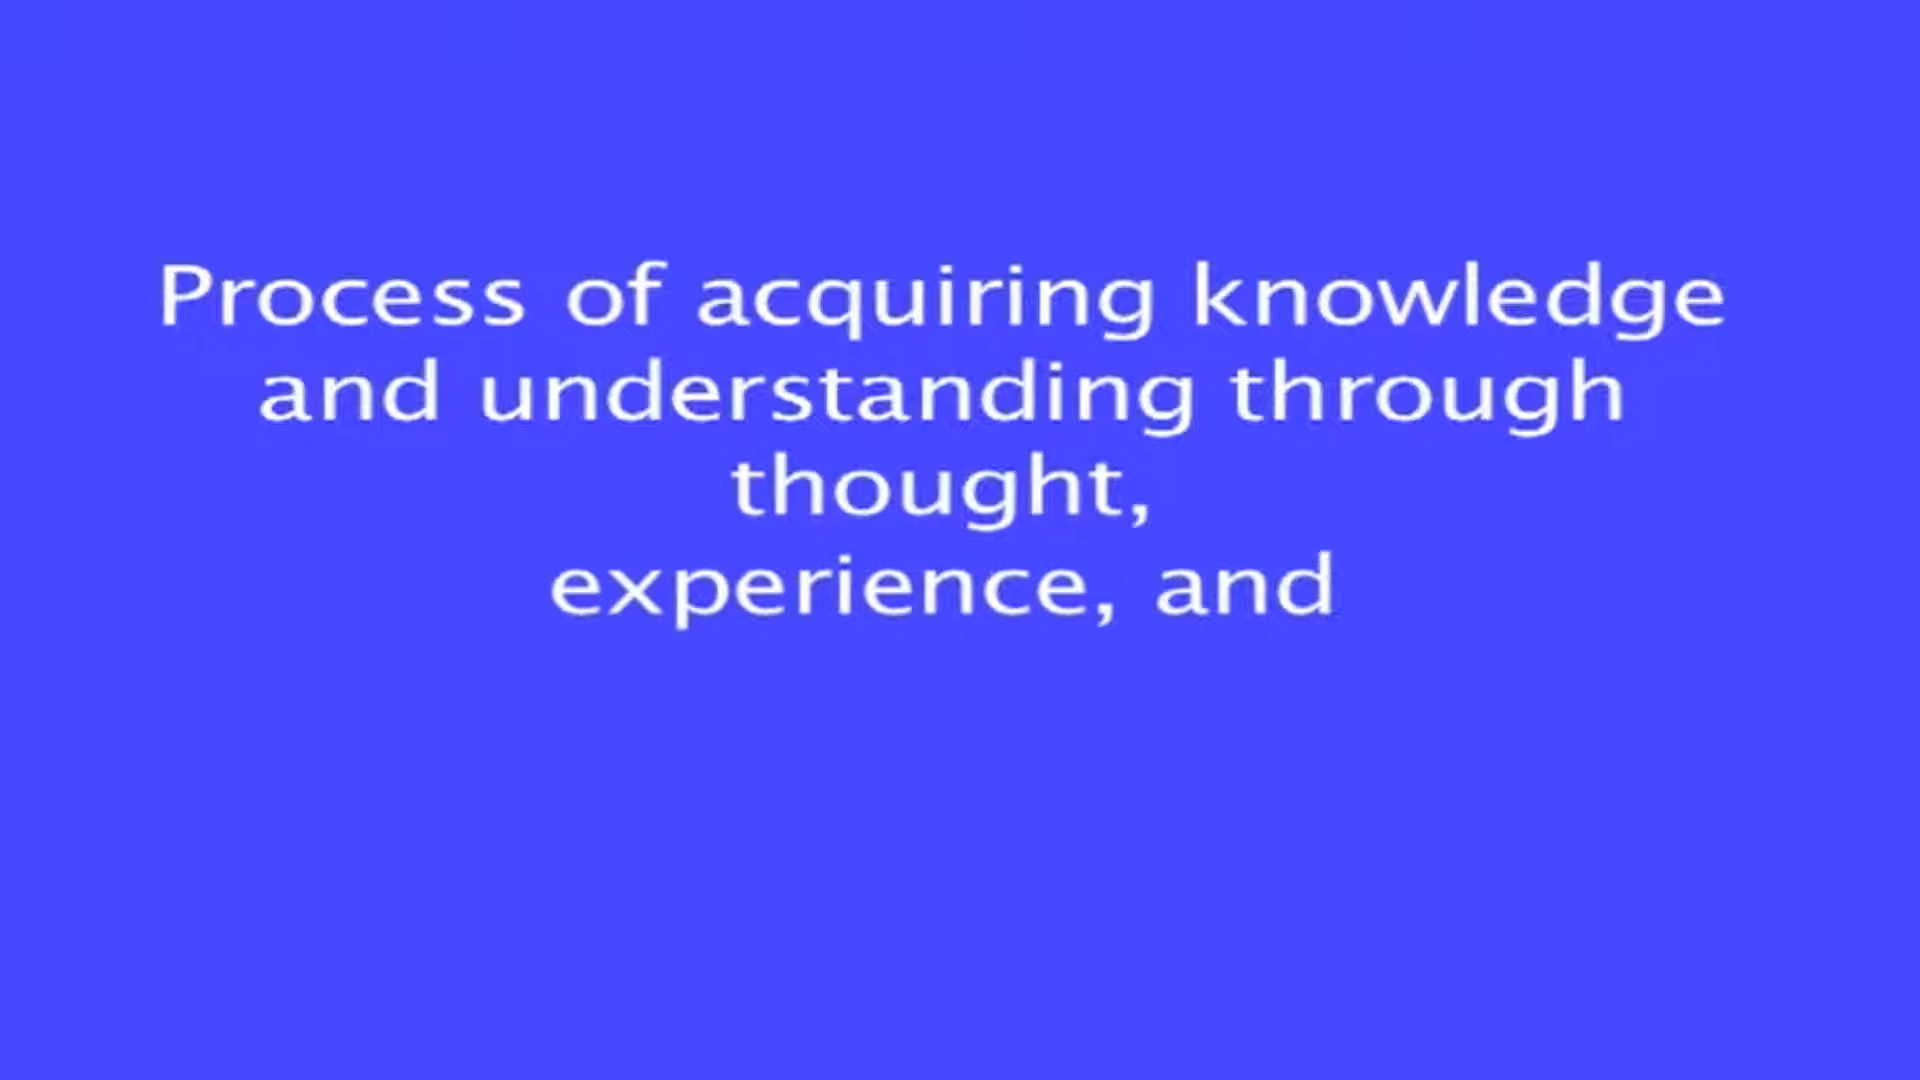 Process of acquiring knowledge
and understanding through
thought,
experience, and